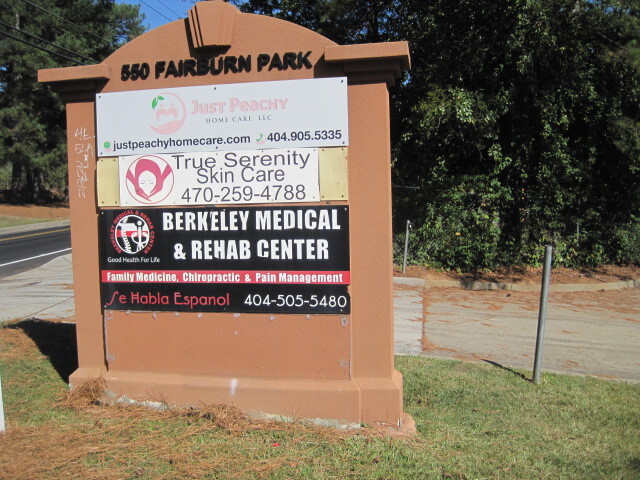 550 FAIRBURN PARK
JUST PEACHY
HOME CARE, LLC
justpeachyhomecare.com 404.905.5335
True Serenity
Skin Care
470-259-4788
BERKELEY MEDICAL
& REHAB CENTER
Good Health For Life
Family Medicine, Chiropractic & Pain Management
Se Habla Espanol 404-505-5480